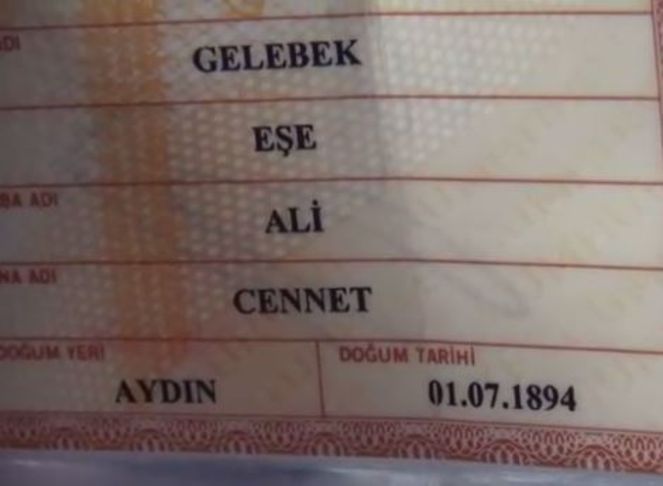 ADI
GELEBEK
EŞE
BA ADI
ALİ
NA ADI
CENNET
DOĞUM YERİ
AYDIN
DOĞUM TARİHİ
01.07.1894